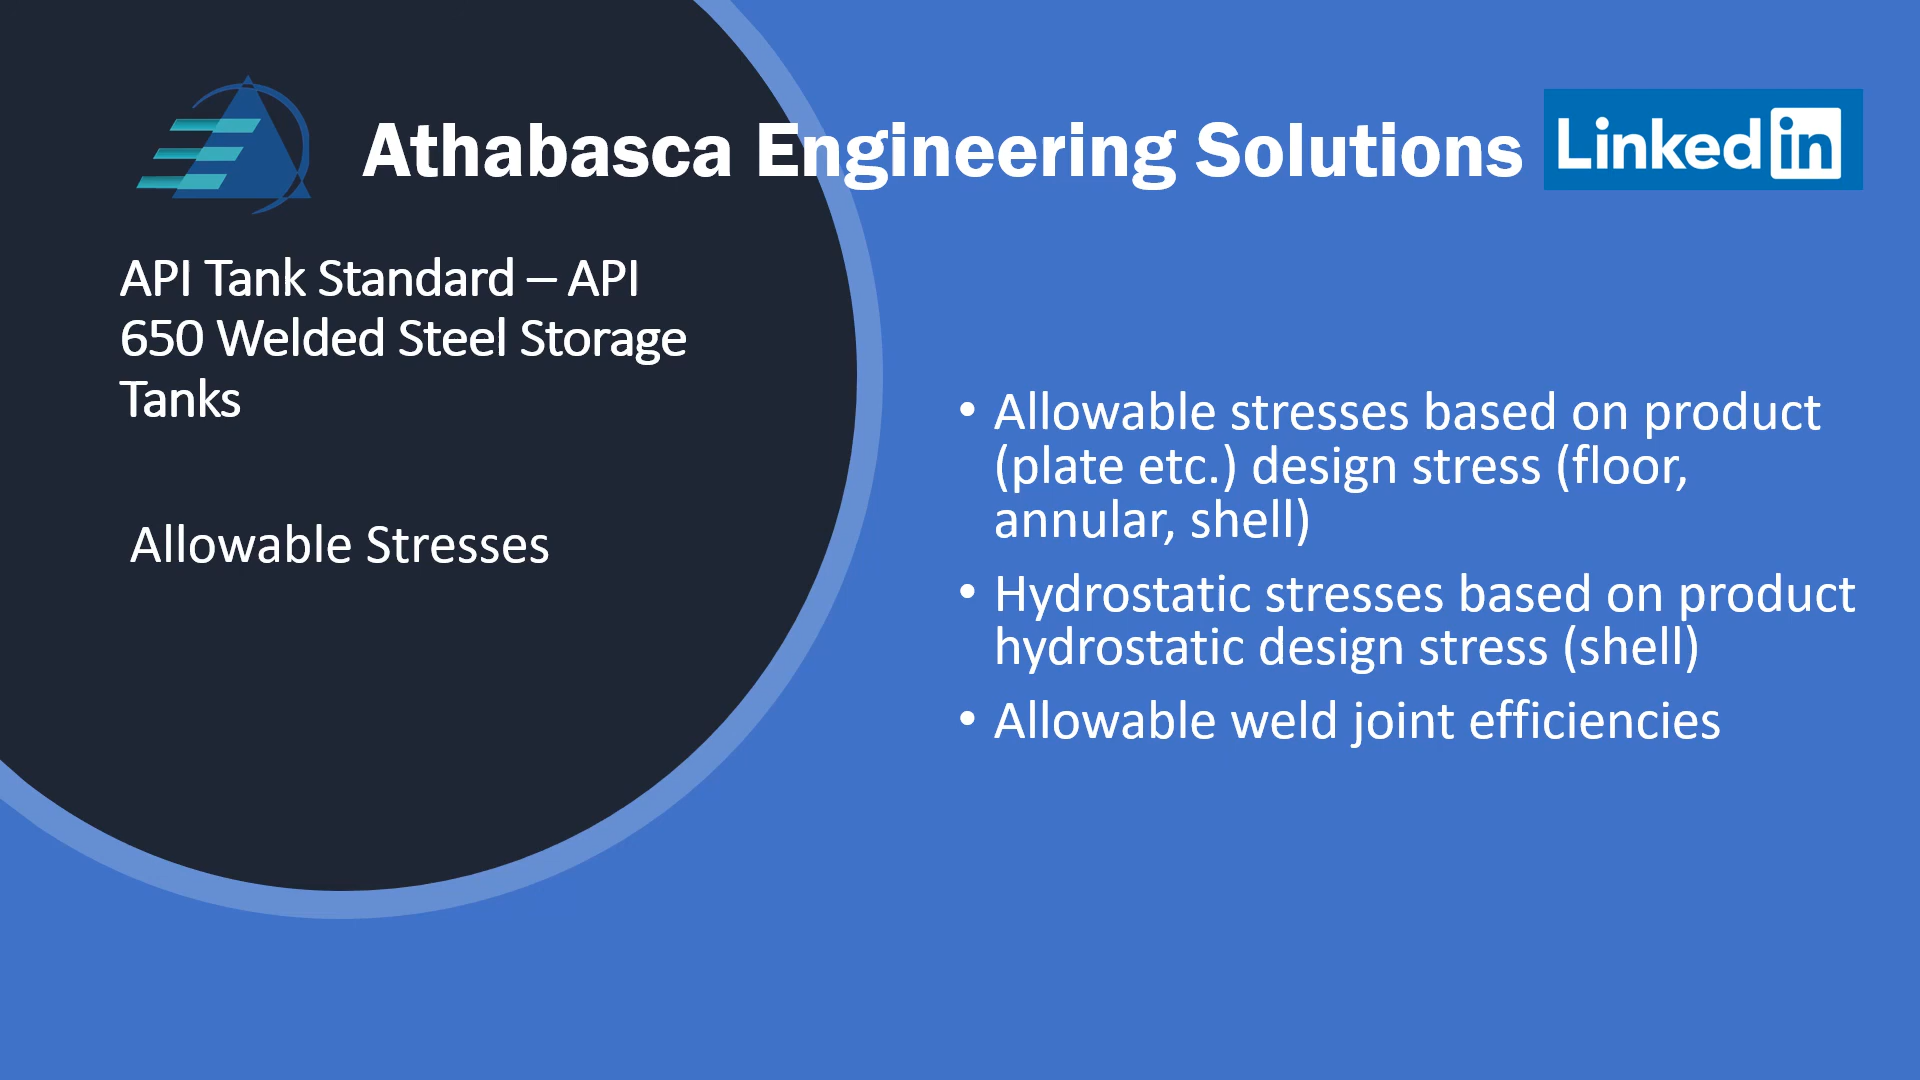 Athabasca Engineering Solutions
LinkedIn
API Tank Standard – API
650 Welded Steel Storage
Tanks
Allowable Stresses
• Allowable stresses based on product
(plate etc.) design stress (floor,
annular, shell)
• Hydrostatic stresses based on product
hydrostatic design stress (shell)
• Allowable weld joint efficiencies